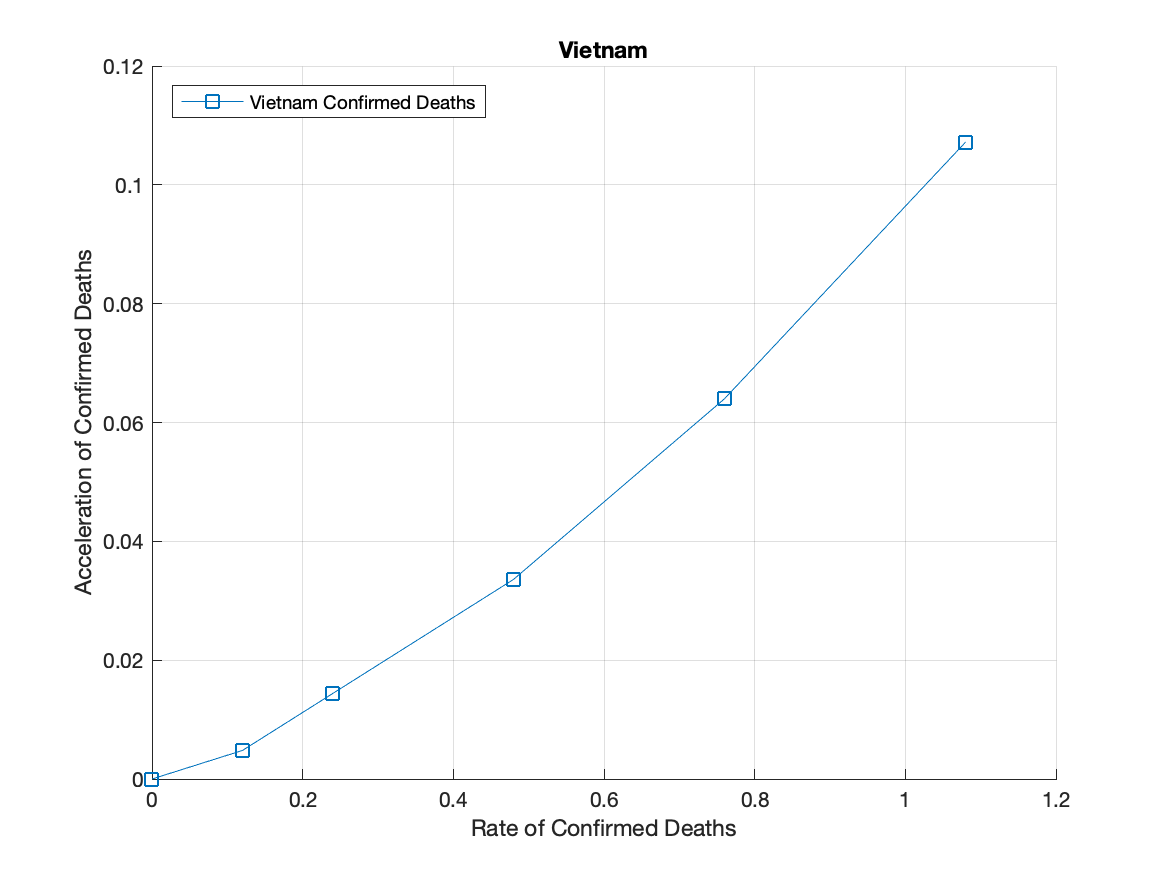 Vietnam
Vietnam Confirmed Deaths
0.12
0.1
0.08
0.06
0.04
0.02
0
Acceleration of Confirmed Deaths
0 0.2 0.4 0.6 0.8 1 1.2
Rate of Confirmed Deaths